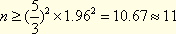 n ≥ (5/3)² × 1.96² = 10.67 ≈ 11